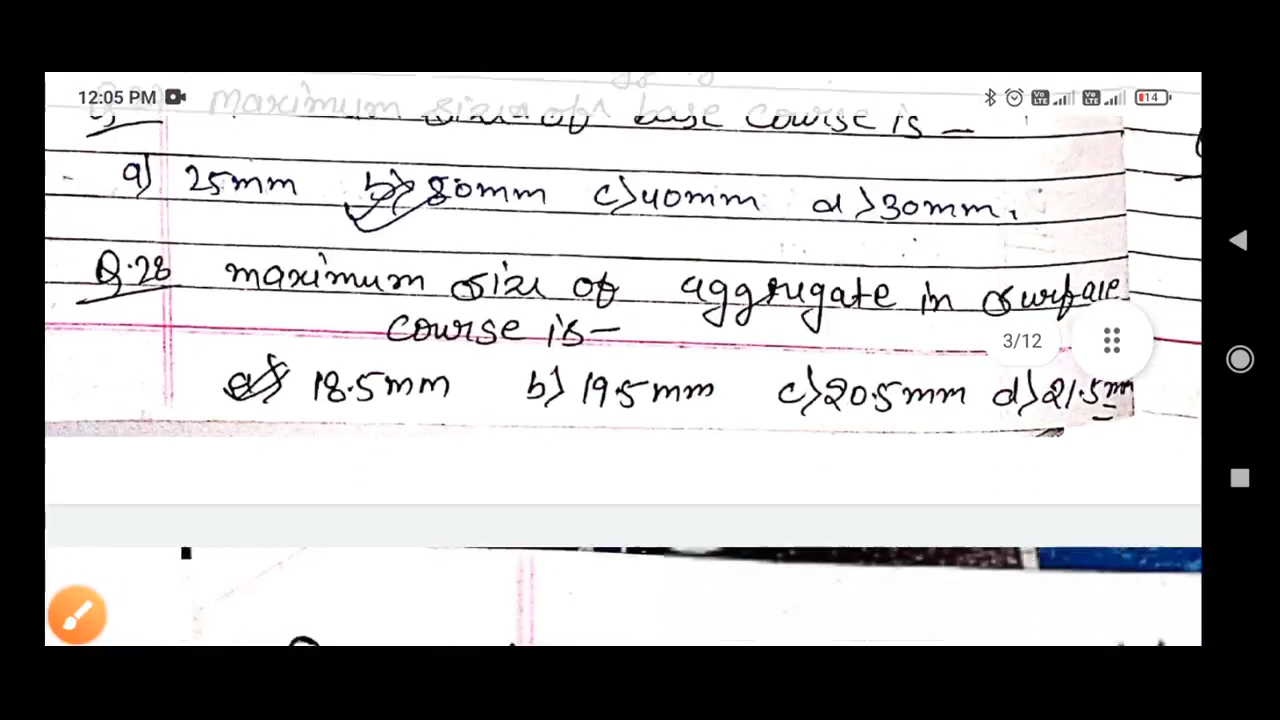 12:05 PM
14
maximum size of base course is —
a) 25mm b) 80mm c) 40mm d) 30mm.
Q.28 maximum size of aggregate in surface
course is —
3/12
a) 18.5mm b) 19.5mm c) 20.5mm d) 21.5mm